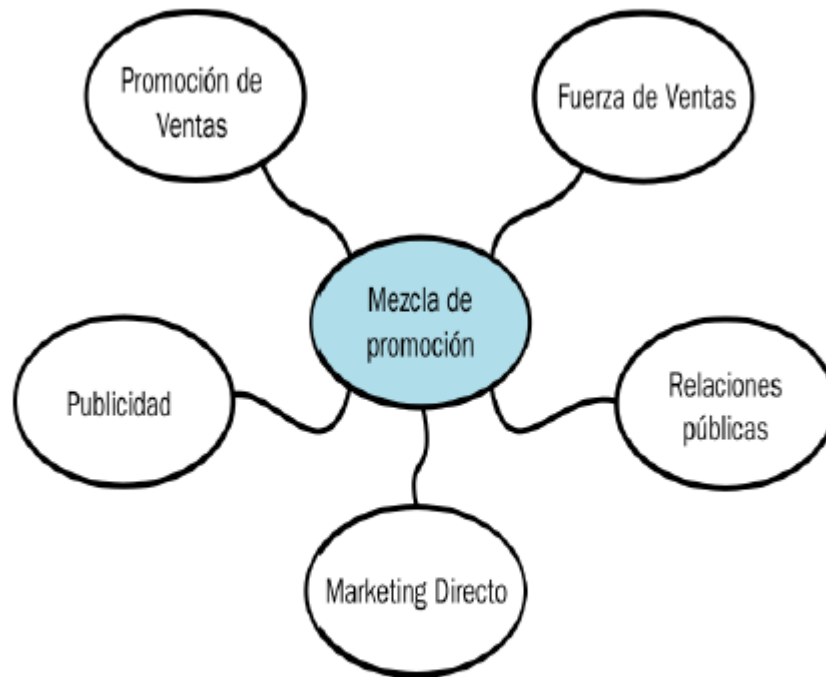 Promoción de
Ventas
Fuerza de Ventas
Mezcla de
promoción
Publicidad
Relaciones
públicas
Marketing Directo